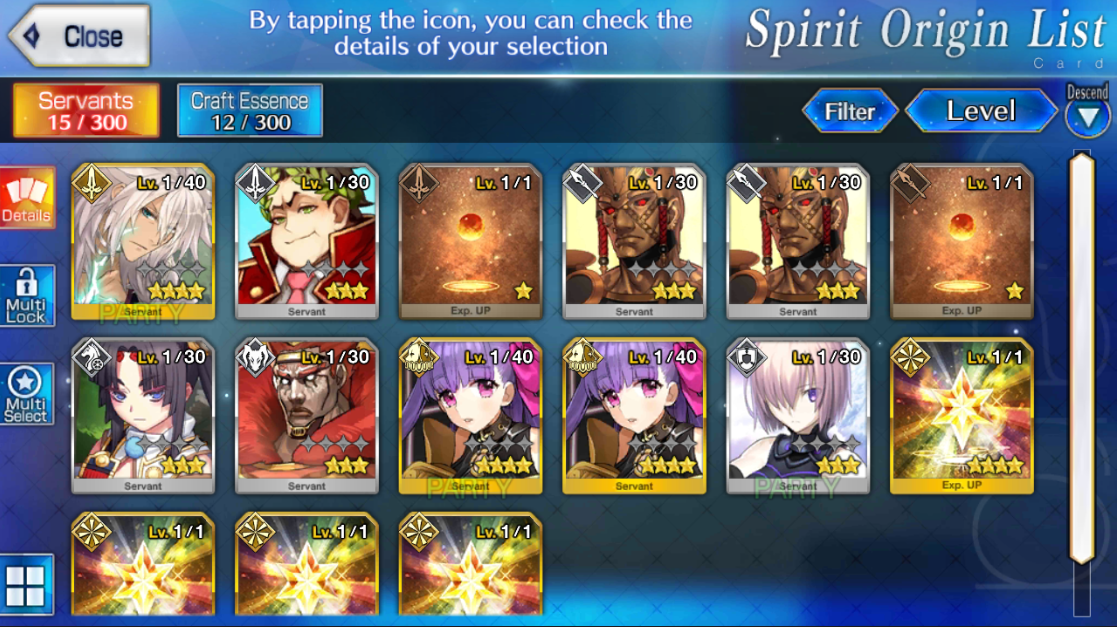 Close
By tapping the icon, you can check the
details of your selection
Spirit Origin List
Card
Servants
15 / 300
Craft Essence
12 / 300
Filter
Level
Descend
Details
Multi
Lock
Multi
Select
Lv. 1/40
Servant
PARTY
Lv. 1/30
Servant
Lv. 1/1
Exp. UP
Lv. 1/30
Servant
Lv. 1/30
Servant
Lv. 1/1
Exp. UP
Lv. 1/30
Servant
Lv. 1/30
Servant
Lv. 1/40
Servant
PARTY
Lv. 1/40
Servant
Lv. 1/30
Servant
PARTY
Lv. 1/1
Exp. UP
Lv. 1/1
Lv. 1/1
Lv. 1/1